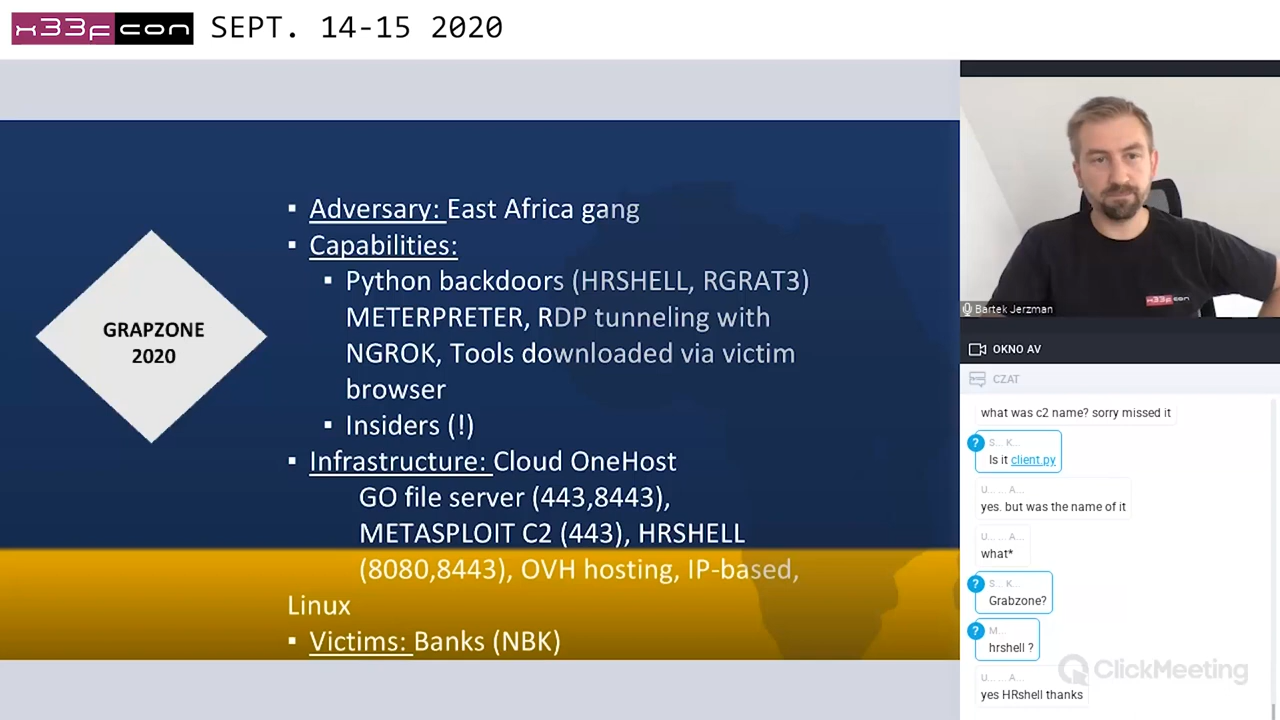 x33f con SEPT. 14-15 2020
GRAPZONE
2020
▪ Adversary: East Africa gang
▪ Capabilities:
▪ Python backdoors (HRSHELL, RGRAT3)
METERPRETER, RDP tunneling with
NGROK, Tools downloaded via victim
browser
▪ Insiders (!)
▪ Infrastructure: Cloud OneHost
GO file server (443,8443),
METASPLOIT C2 (443), HRSHELL
(8080,8443), OVH hosting, IP-based,
Linux
▪ Victims: Banks (NBK)
x33f con
Bartek Jerzman
OKNO AV
CZAT
what was c2 name? sorry missed it
?
S... K...
Is it client.py
U... ... A...
yes. but was the name of it
U... ... A...
what*
?
S... K...
Grabzone?
?
M...
hrshell ?
U... ... A...
yes HRshell thanks
ClickMeeting